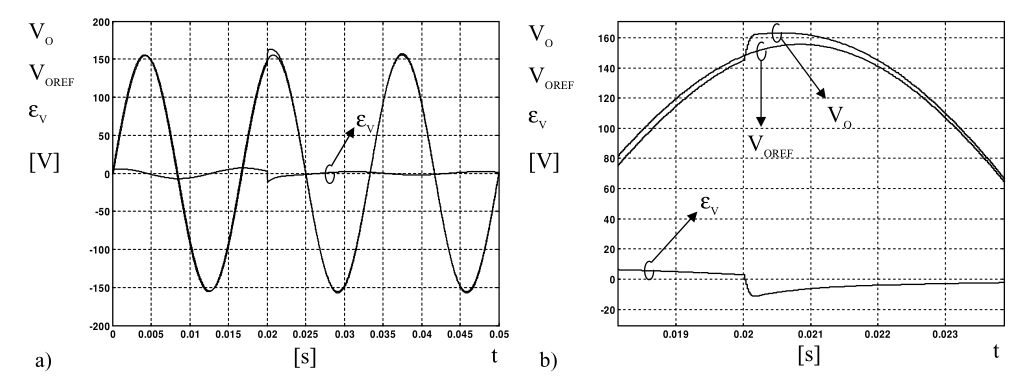 V_O
V_OREF
ε_V
[V]
200
150
100
50
0
-50
-100
-150
-200
0 0.005 0.01 0.015 0.02 0.025 0.03 0.035 0.04 0.045 0.05
ε_V
a) [s] t
V_O
V_OREF
ε_V
[V]
160
140
120
100
80
60
40
20
0
-20
0.019 0.02 0.021 0.022 0.023
V_O
V_OREF
ε_V
b) [s] t